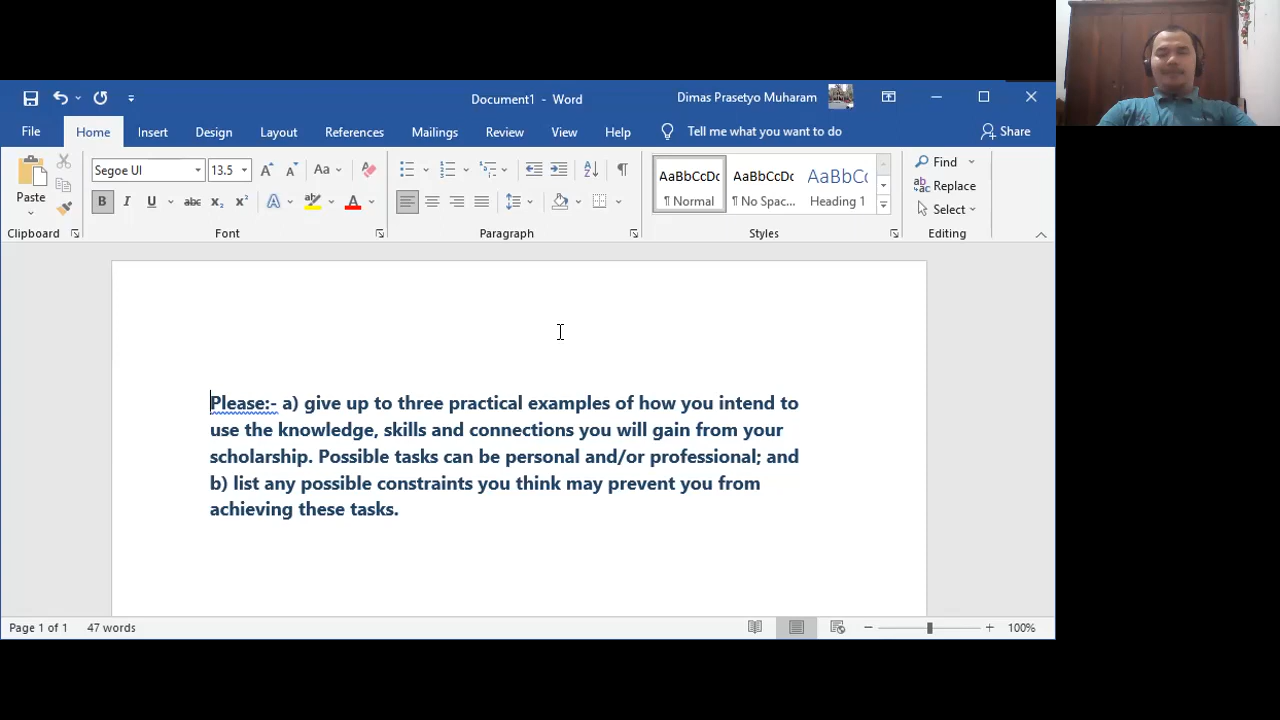 Document1 - Word
Dimas Prasetyo Muharam
File Home Insert Design Layout References Mailings Review View Help Tell me what you want to do Share
Segoe UI 13.5 Aa
AaBbCcDc AaBbCcDc AaBbCc
Find
Paste
Replace
¶ Normal ¶ No Spac... Heading 1
Select
Clipboard Font Paragraph Styles Editing
Please:- a) give up to three practical examples of how you intend to
use the knowledge, skills and connections you will gain from your
scholarship. Possible tasks can be personal and/or professional; and
b) list any possible constraints you think may prevent you from
achieving these tasks.
Page 1 of 1 47 words 100%